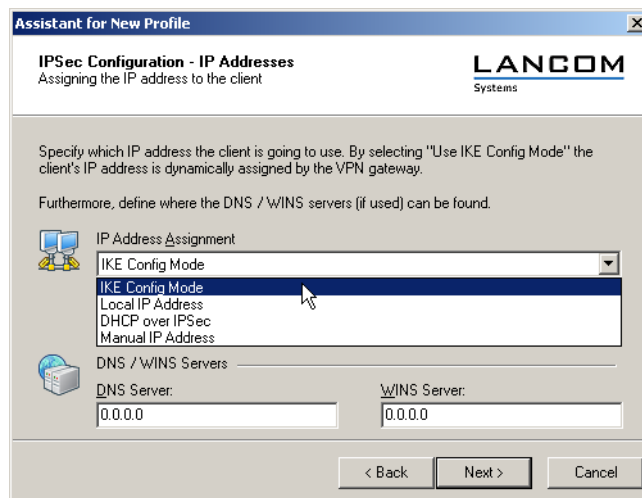 Assistant for New Profile
IPSec Configuration - IP Addresses
Assigning the IP address to the client
LANCOM
Systems
Specify which IP address the client is going to use. By selecting "Use IKE Config Mode" the
client's IP address is dynamically assigned by the VPN gateway.
Furthermore, define where the DNS / WINS servers (if used) can be found.
IP Address Assignment
IKE Config Mode
IKE Config Mode
Local IP Address
DHCP over IPSec
Manual IP Address
DNS / WINS Servers
DNS Server: WINS Server:
0.0.0.0 0.0.0.0
< Back Next > Cancel